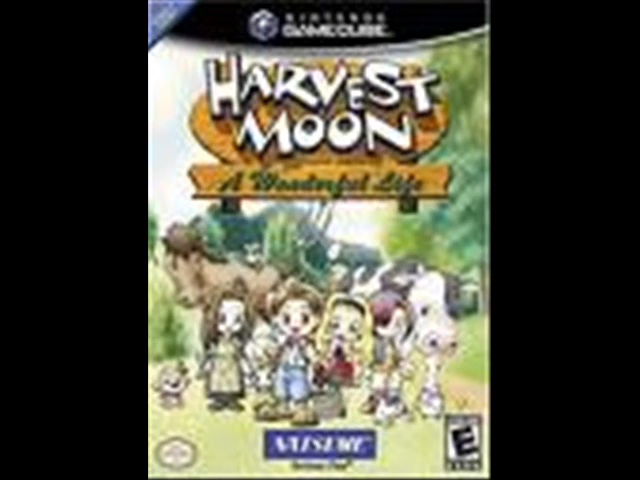 NINTENDO
GAMECUBE
HARVEST
MOON
A Wonderful Life
NATSUME
E